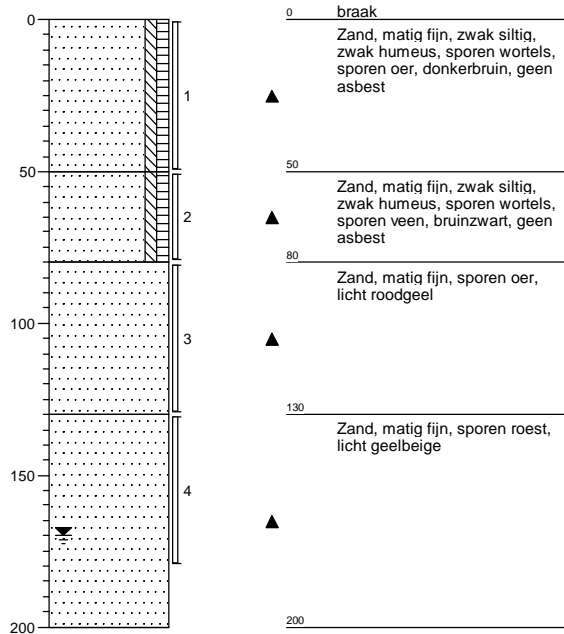 0
50
100
150
200
1
2
3
4
0
braak
Zand, matig fijn, zwak siltig,
zwak humeus, sporen wortels,
sporen oer, donkerbruin, geen
asbest
50
Zand, matig fijn, zwak siltig,
zwak humeus, sporen wortels,
sporen veen, bruinzwart, geen
asbest
80
Zand, matig fijn, sporen oer,
licht roodgeel
130
Zand, matig fijn, sporen roest,
licht geelbeige
200